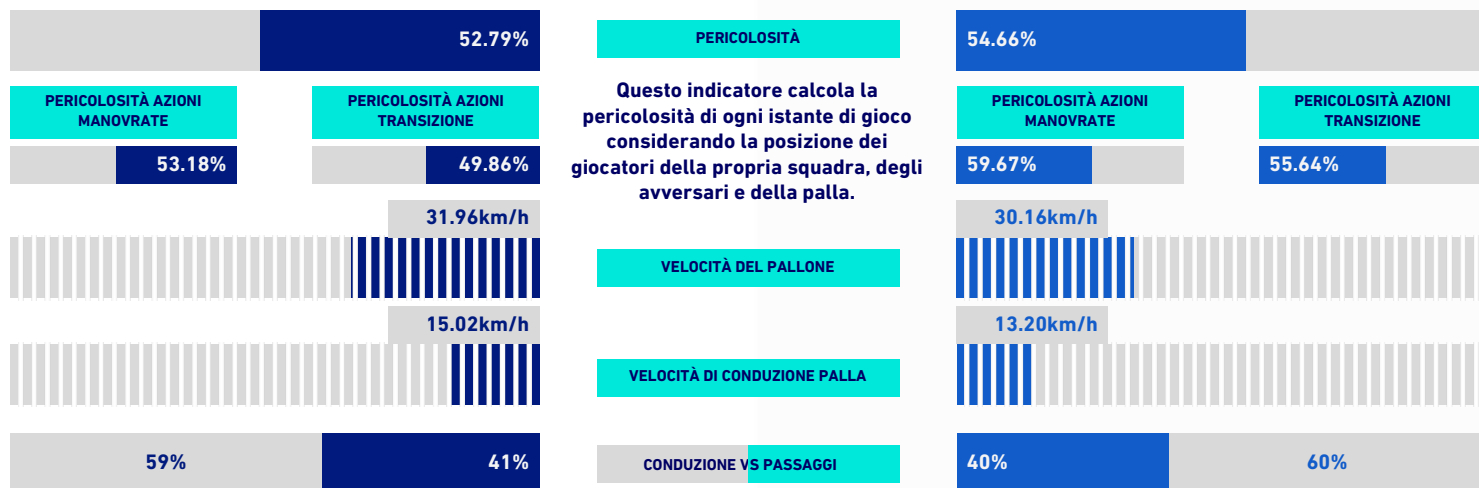 52.79%
PERICOLOSITÀ
54.66%
PERICOLOSITÀ AZIONI
MANOVRATE
PERICOLOSITÀ AZIONI
TRANSIZIONE
53.18%
49.86%
Questo indicatore calcola la
pericolosità di ogni istante di gioco
considerando la posizione dei
giocatori della propria squadra, degli
avversari e della palla.
PERICOLOSITÀ AZIONI
MANOVRATE
PERICOLOSITÀ AZIONI
TRANSIZIONE
59.67%
55.64%
31.96km/h
VELOCITÀ DEL PALLONE
30.16km/h
15.02km/h
VELOCITÀ DI CONDUZIONE PALLA
13.20km/h
59%
41%
CONDUZIONE VS PASSAGGI
40%
60%